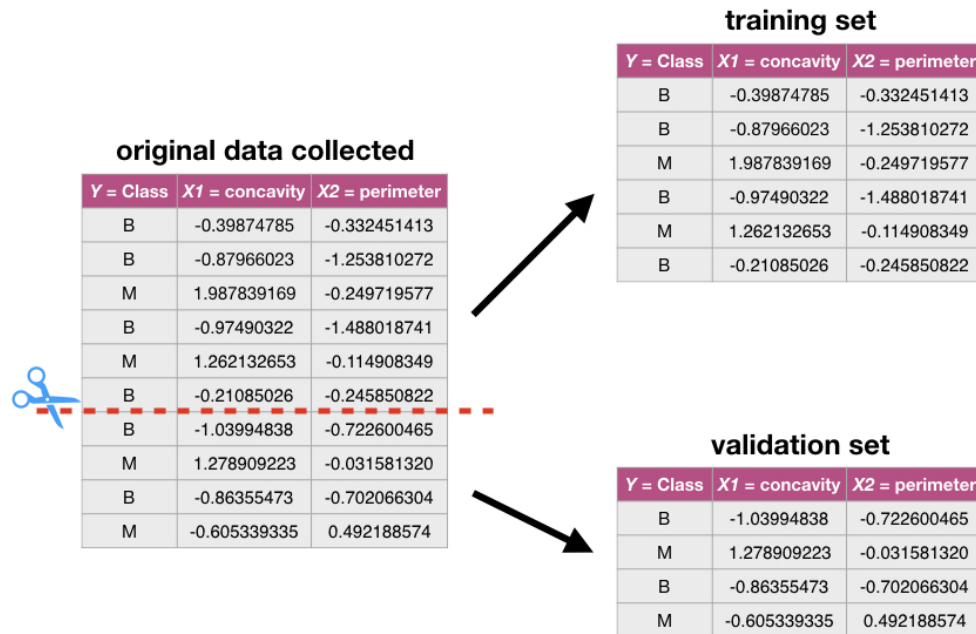 original data collected
Y = Class X1 = concavity X2 = perimeter
B -0.39874785 -0.332451413
B -0.87966023 -1.253810272
M 1.987839169 -0.249719577
B -0.97490322 -1.488018741
M 1.262132653 -0.114908349
B -0.21085026 -0.245850822
B -1.03994838 -0.722600465
M 1.278909223 -0.031581320
B -0.86355473 -0.702066304
M -0.605339335 0.492188574
training set
Y = Class X1 = concavity X2 = perimeter
B -0.39874785 -0.332451413
B -0.87966023 -1.253810272
M 1.987839169 -0.249719577
B -0.97490322 -1.488018741
M 1.262132653 -0.114908349
B -0.21085026 -0.245850822
validation set
Y = Class X1 = concavity X2 = perimeter
B -1.03994838 -0.722600465
M 1.278909223 -0.031581320
B -0.86355473 -0.702066304
M -0.605339335 0.492188574